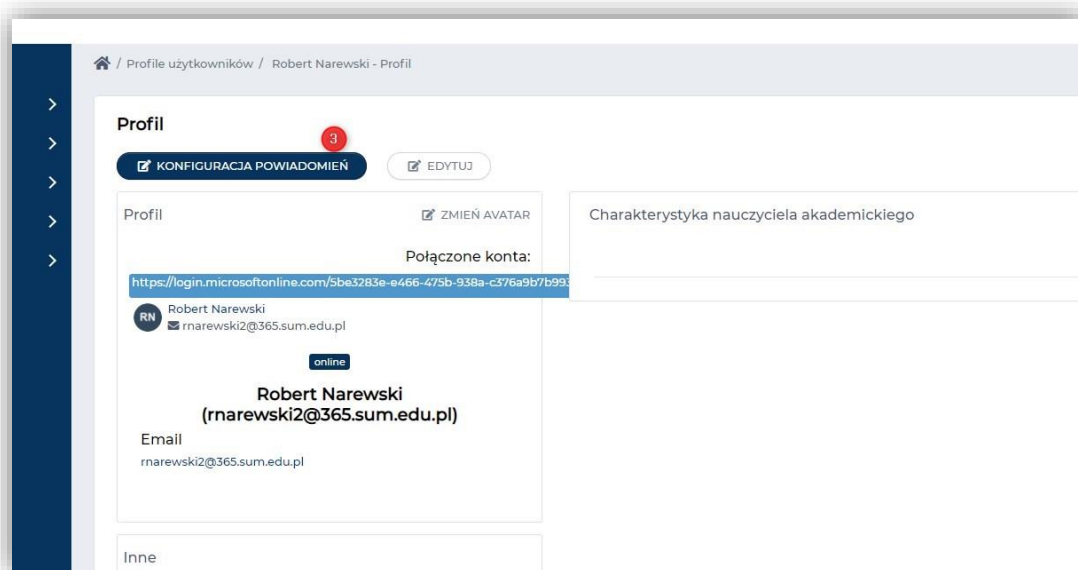 / Profile użytkowników / Robert Narewski - Profil
Profil
3
KONFIGURACJA POWIADOMIEŃ
EDYTUJ
Profil
ZMIEŃ AVATAR
Charakterystyka nauczyciela akademickiego
Połączone konta:
https://login.microsoftonline.com/5be3283e-e466-475b-938a-c376a9b7b993
RN
Robert Narewski
rnarewski2@365.sum.edu.pl
online
Robert Narewski
(rnarewski2@365.sum.edu.pl)
Email
rnarewski2@365.sum.edu.pl
Inne